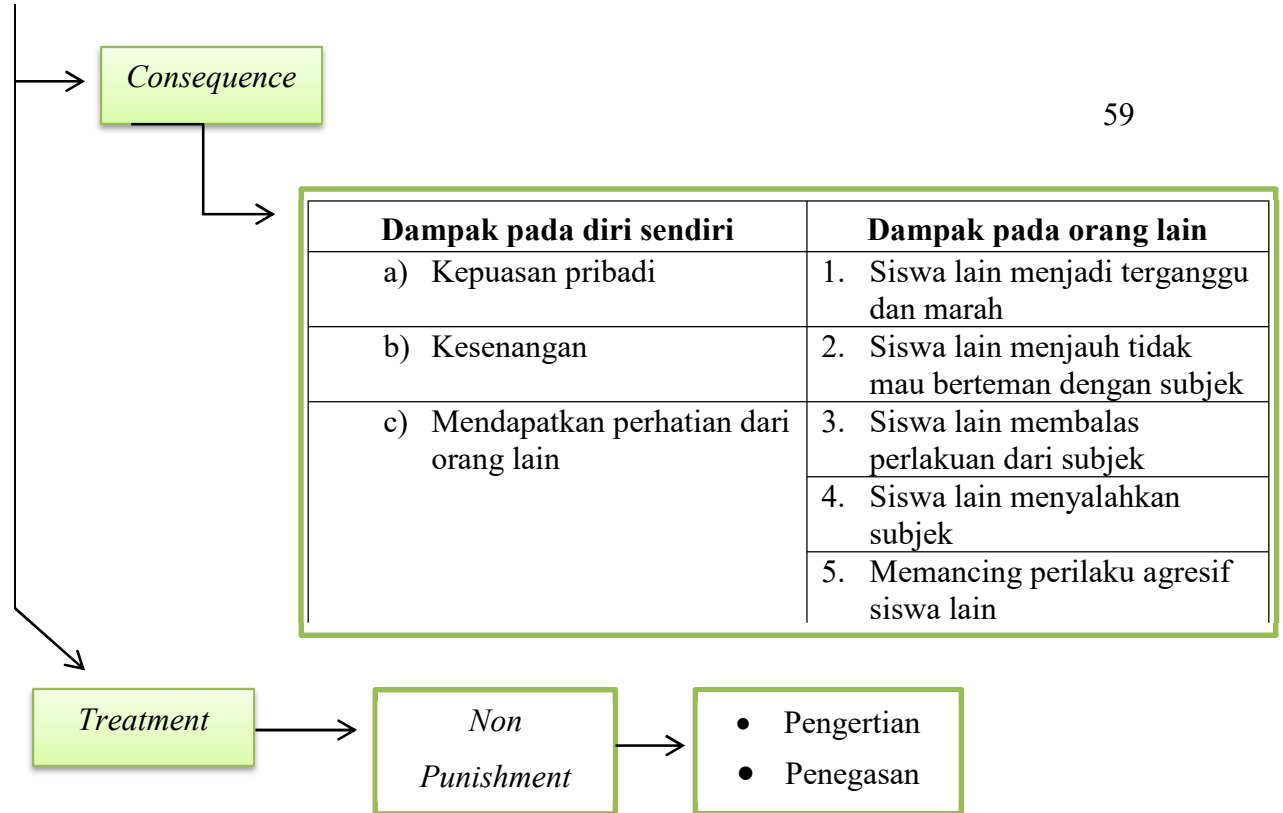 Consequence
59
Dampak pada diri sendiri
Dampak pada orang lain
a) Kepuasan pribadi
1. Siswa lain menjadi terganggu
dan marah
b) Kesenangan
2. Siswa lain menjauh tidak
mau berteman dengan subjek
c) Mendapatkan perhatian dari
orang lain
3. Siswa lain membalas
perlakuan dari subjek
4. Siswa lain menyalahkan
subjek
5. Memancing perilaku agresif
siswa lain
Treatment
Non
Punishment
• Pengertian
• Penegasan